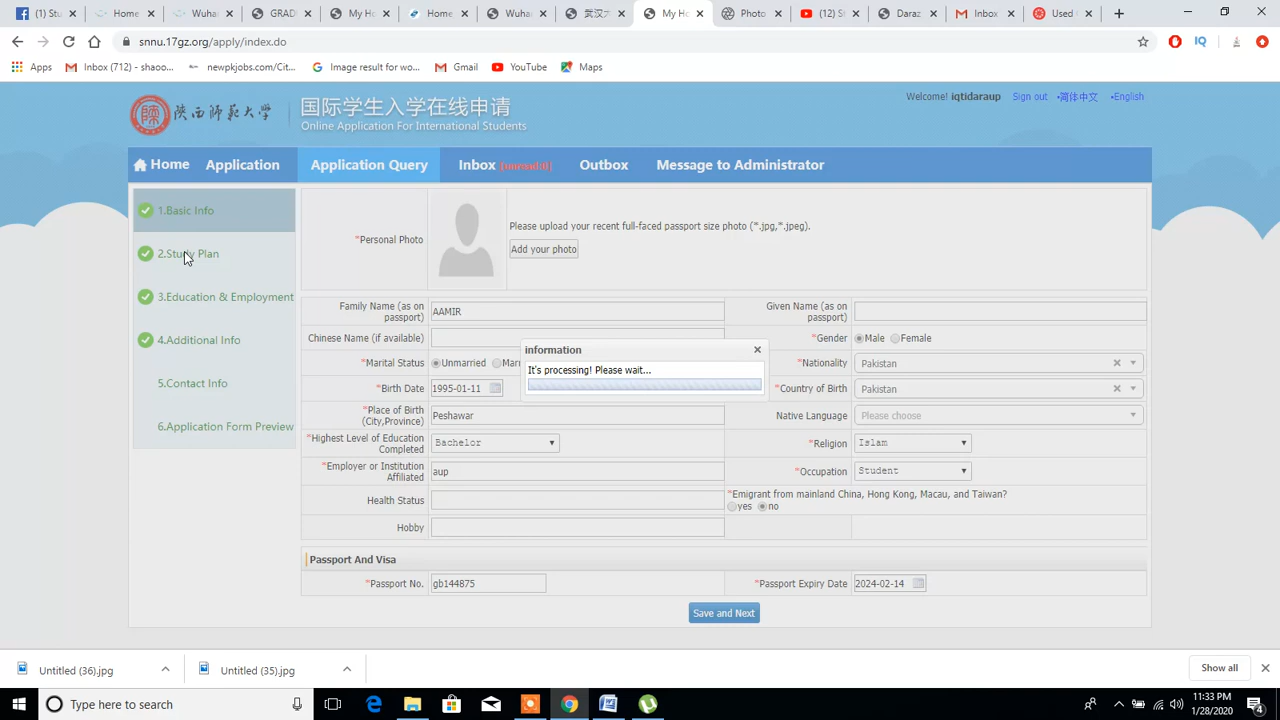 (1) Stu
Home
Wuha
GRAD
My Ho
Home
Wuha
武汉大
My Ho
Photo
(12) St
Daraz
Inbox
Used
snnu.17gz.org/apply/index.do
IQ
Apps
Inbox (712) - shaoo...
newpkjobs.com/Cit...
Image result for wo...
Gmail
YouTube
Maps
陕西师范大学
国际学生入学在线申请
Online Application For International Students
Welcome! iqtidaraup
Sign out
•简体中文
•English
Home
Application
Application Query
Inbox [unread:0]
Outbox
Message to Administrator
1.Basic Info
2.Study Plan
3.Education & Employment
4.Additional Info
5.Contact Info
6.Application Form Preview
*Personal Photo
Please upload your recent full-faced passport size photo (*.jpg,*.jpeg).
Add your photo
Family Name (as on passport)
AAMIR
Given Name (as on passport)
Chinese Name (if available)
*Gender
Male
Female
*Marital Status
Unmarried
*Nationality
Pakistan
*Birth Date
1995-01-11
*Country of Birth
Pakistan
information
It's processing! Please wait...
*Place of Birth (City,Province)
Peshawar
Native Language
Please choose
*Highest Level of Education Completed
Bachelor
*Religion
Islam
*Employer or Institution Affiliated
aup
*Occupation
Student
Health Status
*Emigrant from mainland China, Hong Kong, Macau, and Taiwan?
yes
no
Hobby
Passport And Visa
*Passport No.
gb144875
*Passport Expiry Date
2024-02-14
Save and Next
Untitled (36).jpg
Untitled (35).jpg
Show all
Type here to search
11:33 PM
1/28/2020
4